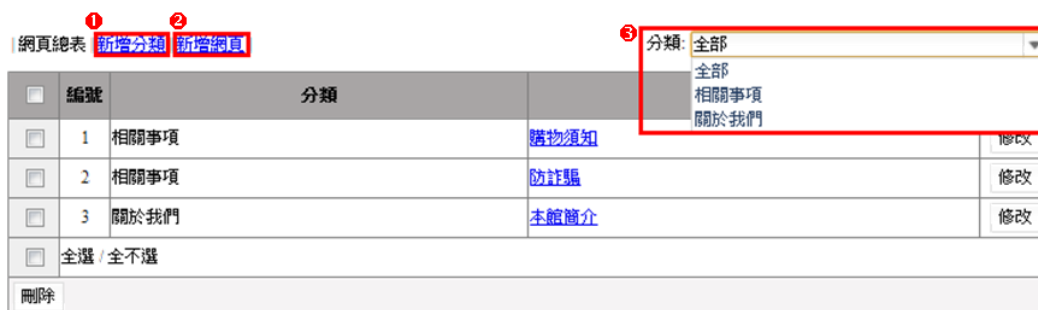 ❶ ❷
網頁總表 新增分類 新增網頁
❸ 分類: 全部
全部
相關事項
關於我們
編號 分類
1 相關事項 購物須知 修改
2 相關事項 防詐騙 修改
3 關於我們 本館簡介 修改
全選 / 全不選
刪除